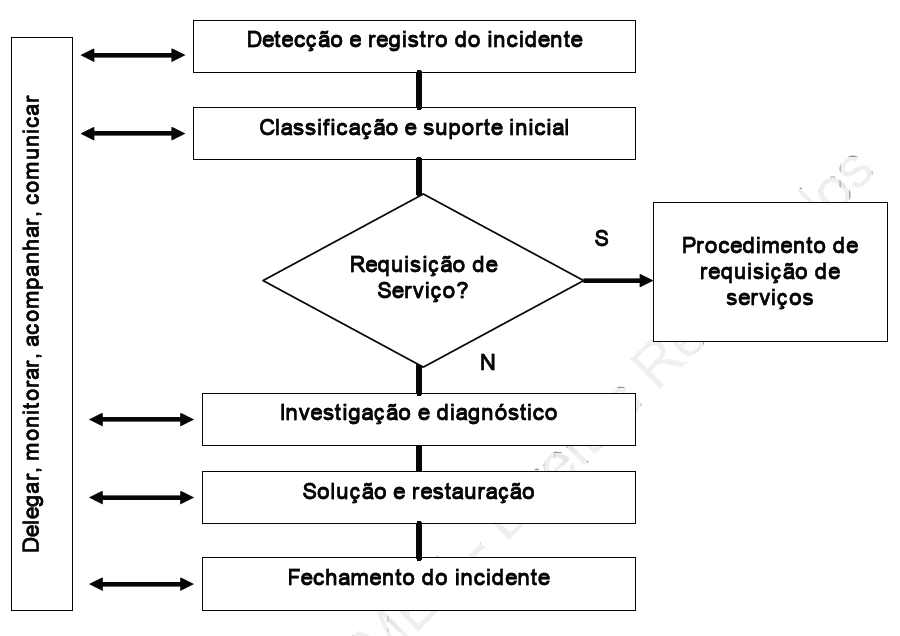 Detecção e registro do incidente
Delegar, monitorar, acompanhar, comunicar
Classificação e suporte inicial
Requisição de
Serviço?
S
Procedimento de
requisição de
serviços
N
Investigação e diagnóstico
Solução e restauração
Fechamento do incidente